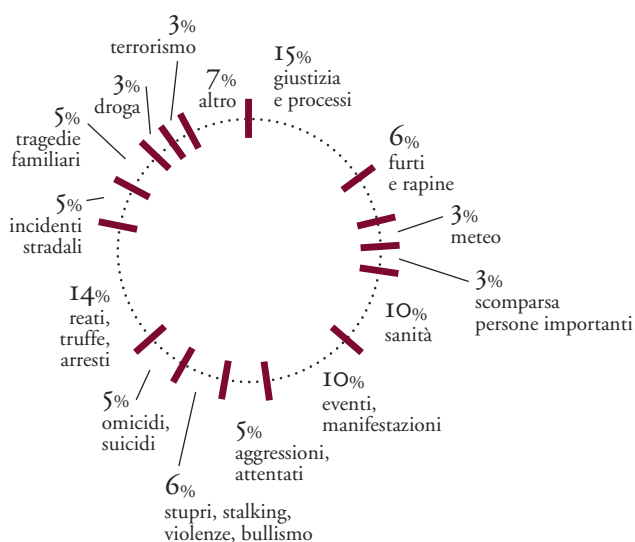 15%
giustizia
e processi
6%
furti
e rapine
3%
meteo
3%
scomparsa
persone importanti
10%
sanità
10%
eventi,
manifestazioni
5%
aggressioni,
attentati
6%
stupri, stalking,
violenze, bullismo
5%
omicidi,
suicidi
14%
reati,
truffe,
arresti
5%
incidenti
stradali
5%
tragedie
familiari
3%
droga
3%
terrorismo
7%
altro